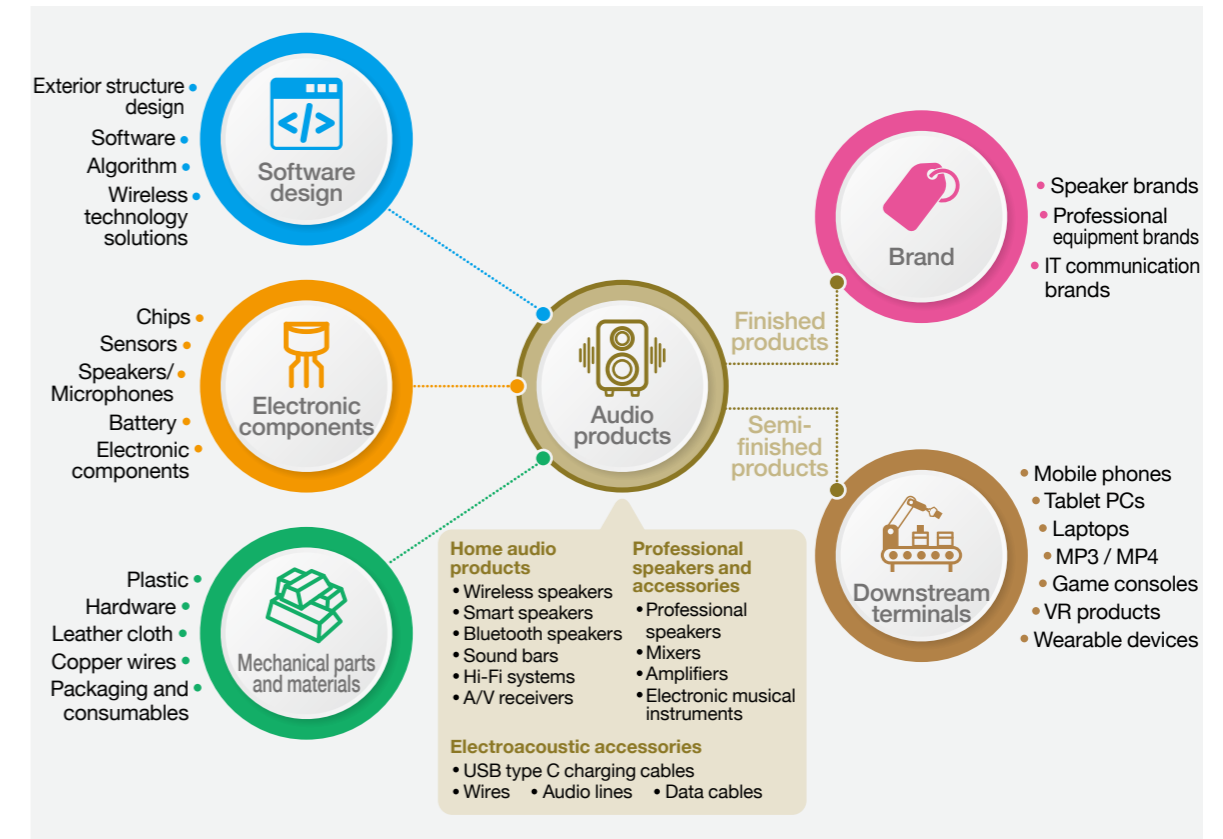 Exterior structure
design
Software
Algorithm
Wireless
technology
solutions
</>
Software
design
Chips
Sensors
Speakers/
Microphones
Battery
Electronic
components
Electronic
components
Plastic
Hardware
Leather cloth
Copper wires
Packaging and
consumables
Mechanical parts
and materials
Audio
products
Finished
products
Semi-
finished
products
Brand
• Speaker brands
• Professional
equipment brands
• IT communication
brands
Downstream
terminals
• Mobile phones
• Tablet PCs
• Laptops
• MP3 / MP4
• Game consoles
• VR products
• Wearable devices
Home audio
products
• Wireless speakers
• Smart speakers
• Bluetooth speakers
• Sound bars
• Hi-Fi systems
• A/V receivers
Professional
speakers and
accessories
• Professional
speakers
• Mixers
• Amplifiers
• Electronic musical
instruments
Electroacoustic accessories
• USB type C charging cables
• Wires • Audio lines • Data cables